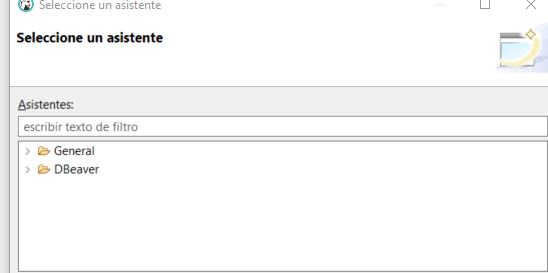 Seleccione un asistente
Seleccione un asistente
Asistentes:
escribir texto de filtro
General
DBeaver